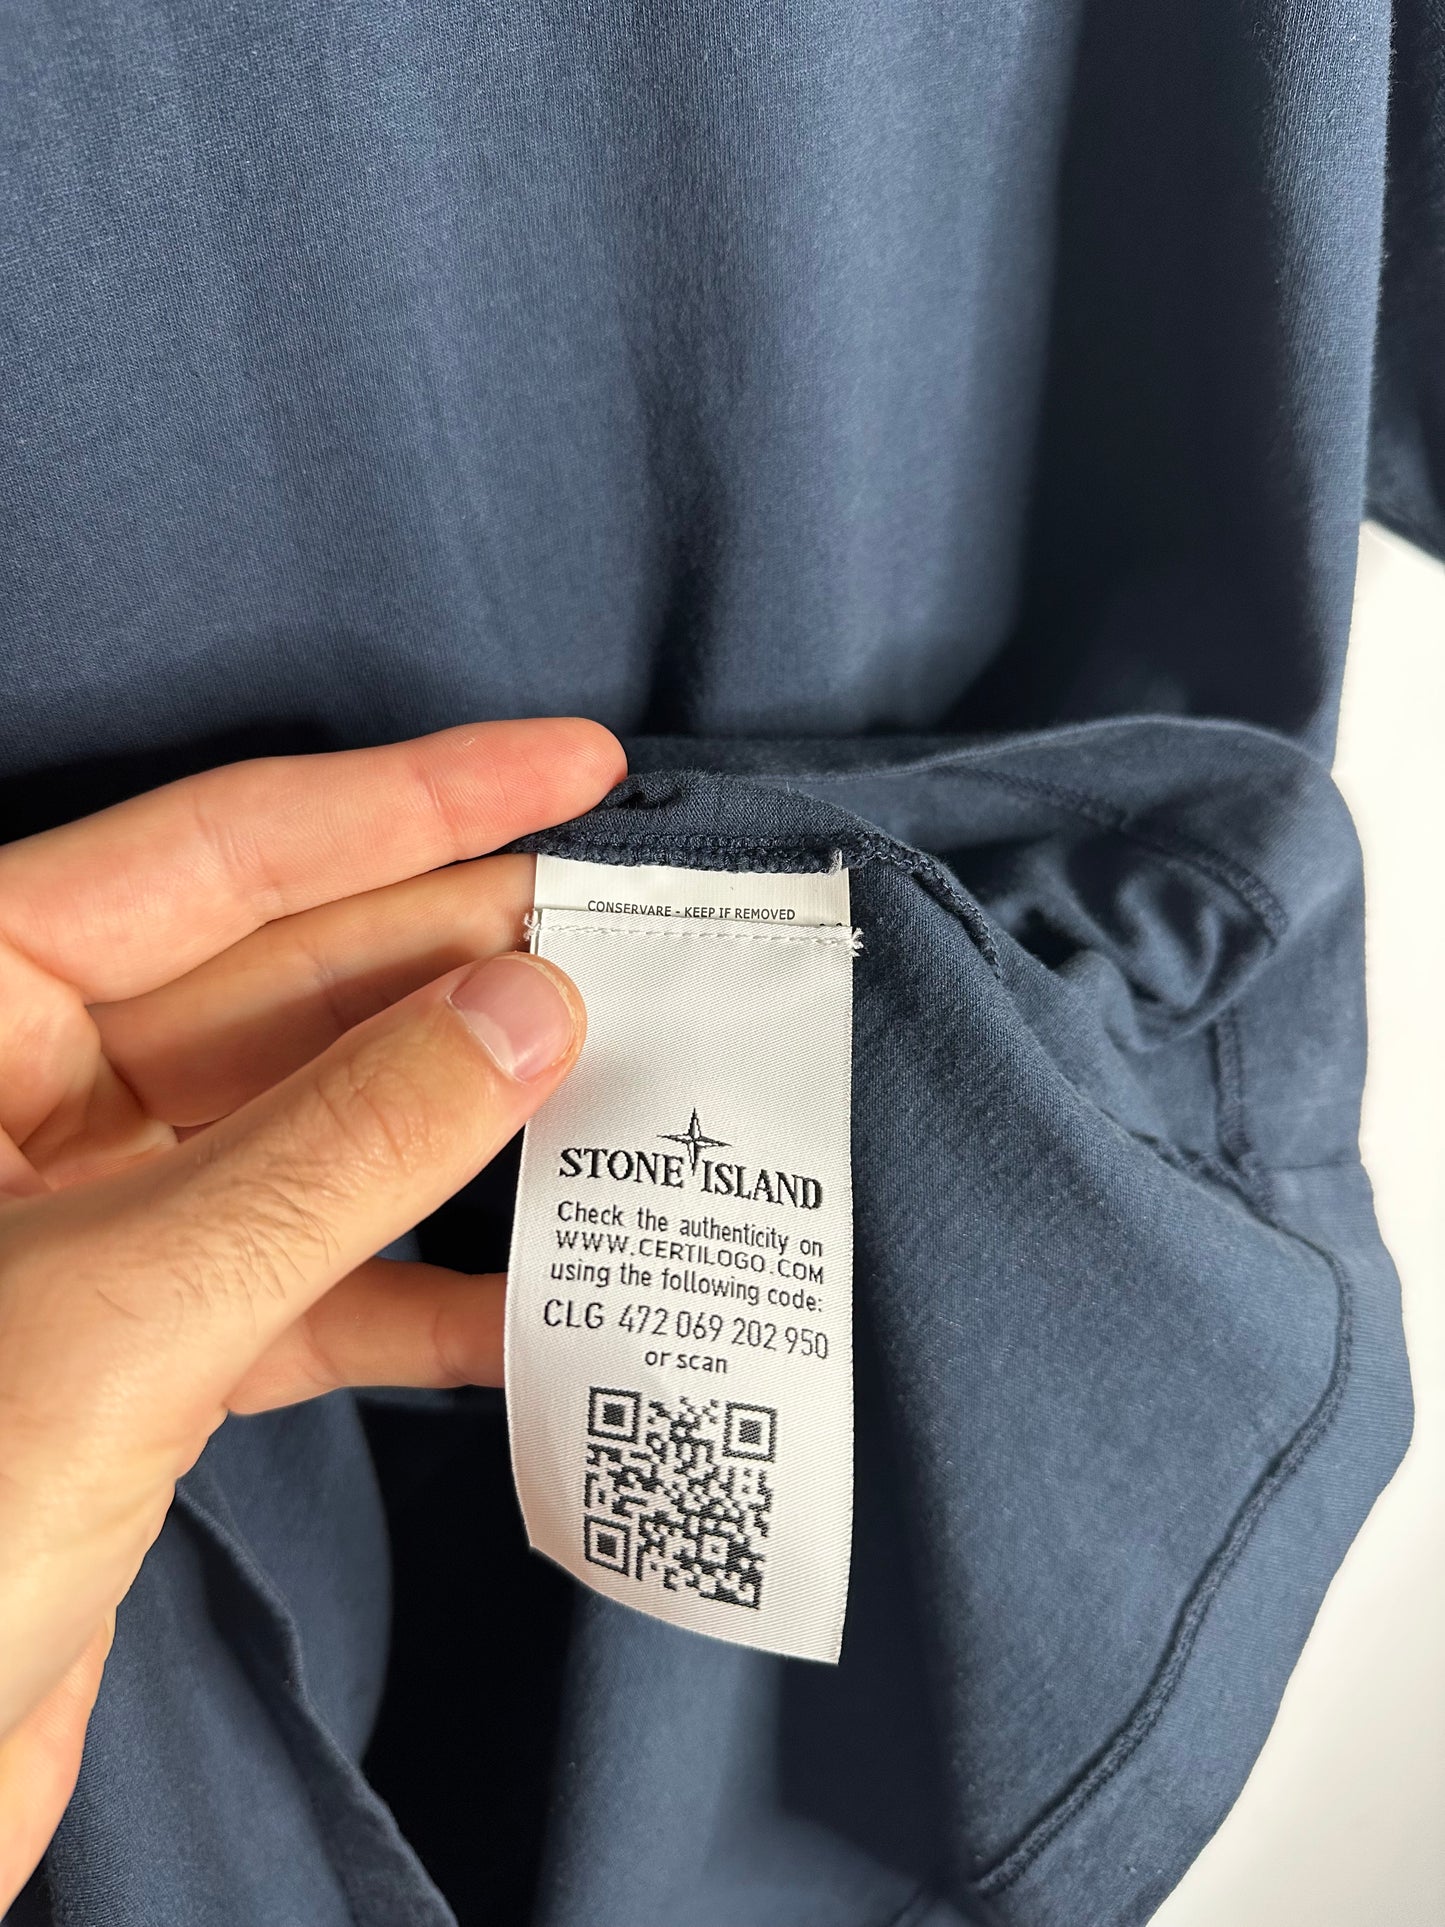 CONSERVARE - KEEP IF REMOVED
STONE ISLAND
Check the authenticity on
WWW.CERTILOGO.COM
using the following code:
CLG 472 069 202 950
or scan